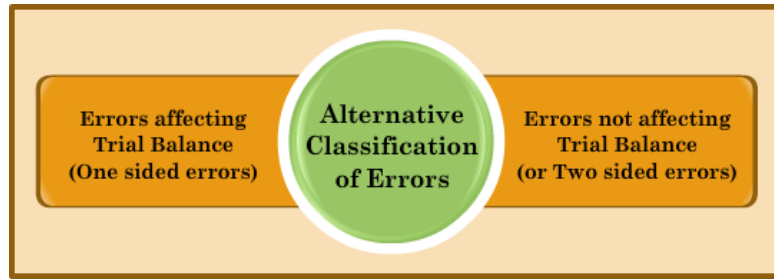 Errors affecting
Trial Balance
(One sided errors)
Alternative
Classification
of Errors
Errors not affecting
Trial Balance
(or Two sided errors)